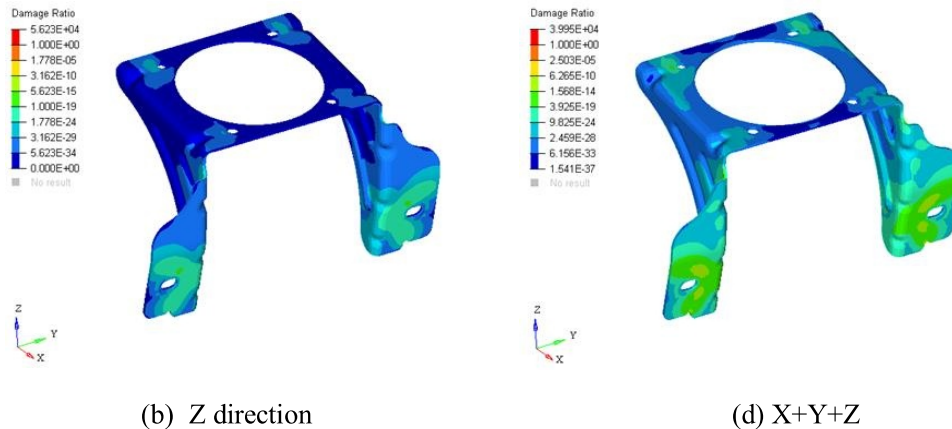 Damage Ratio
5.623E+04
1.000E+00
1.778E-05
3.162E-10
5.623E-15
1.000E-19
1.778E-24
3.162E-29
5.623E-34
0.000E+00
No result
Z
Y
X
(b) Z direction
Damage Ratio
3.995E+04
1.000E+00
2.503E-05
6.265E-10
1.568E-14
3.925E-19
9.825E-24
2.459E-28
6.156E-33
1.541E-37
No result
Z
Y
X
(d) X+Y+Z